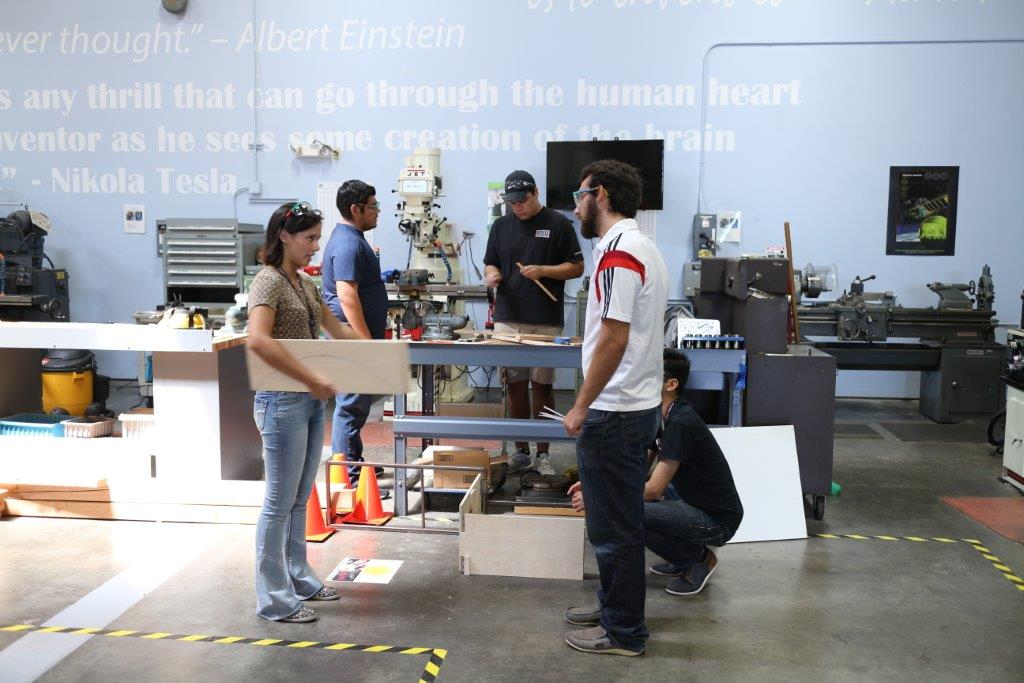 ever thought.” – Albert Einstein
s any thrill that can go through the human heart
nventor as he sees some creation of the brain
” - Nikola Tesla
JET